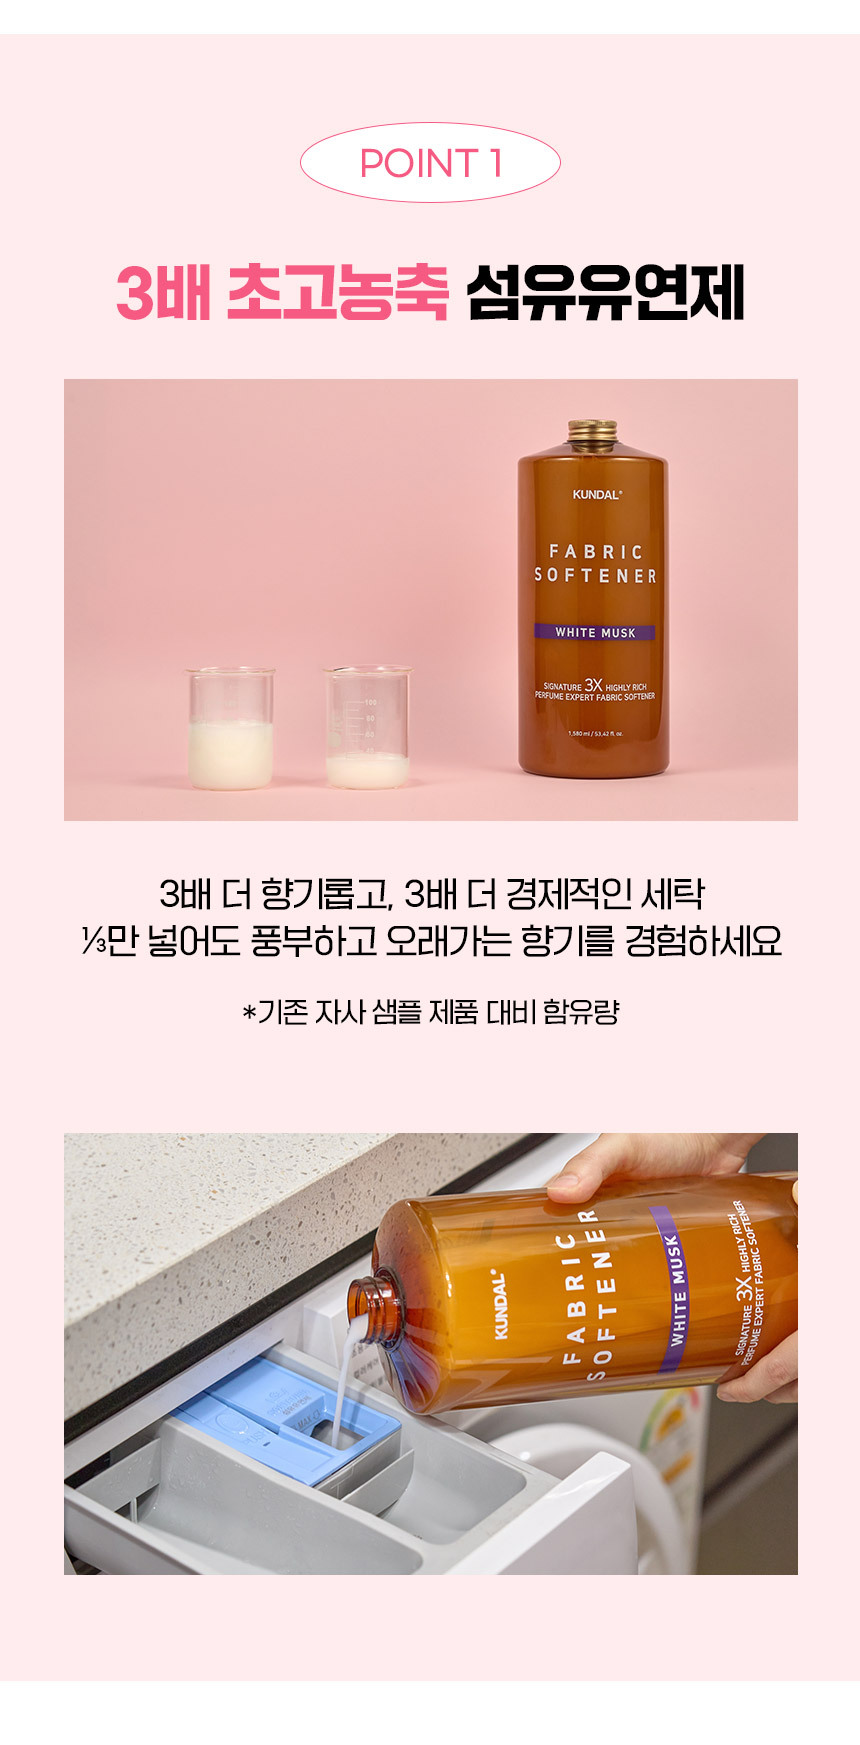 POINT 1
3배 초고농축 섬유유연제
KUNDAL®
FABRIC
SOFTENER
WHITE MUSK
SIGNATURE 3X HIGHLY RICH
PERFUME EXPERT FABRIC SOFTENER
1,580 ml / 53.42 fl. oz.
100
80
60
40
3배 더 향기롭고, 3배 더 경제적인 세탁
⅓만 넣어도 풍부하고 오래가는 향기를 경험하세요
*기존 자사 샘플 제품 대비 함유량
KUNDAL®
FABRIC
SOFTENER
WHITE MUSK
SIGNATURE 3X HIGHLY RICH
PERFUME EXPERT FABRIC SOFTENER